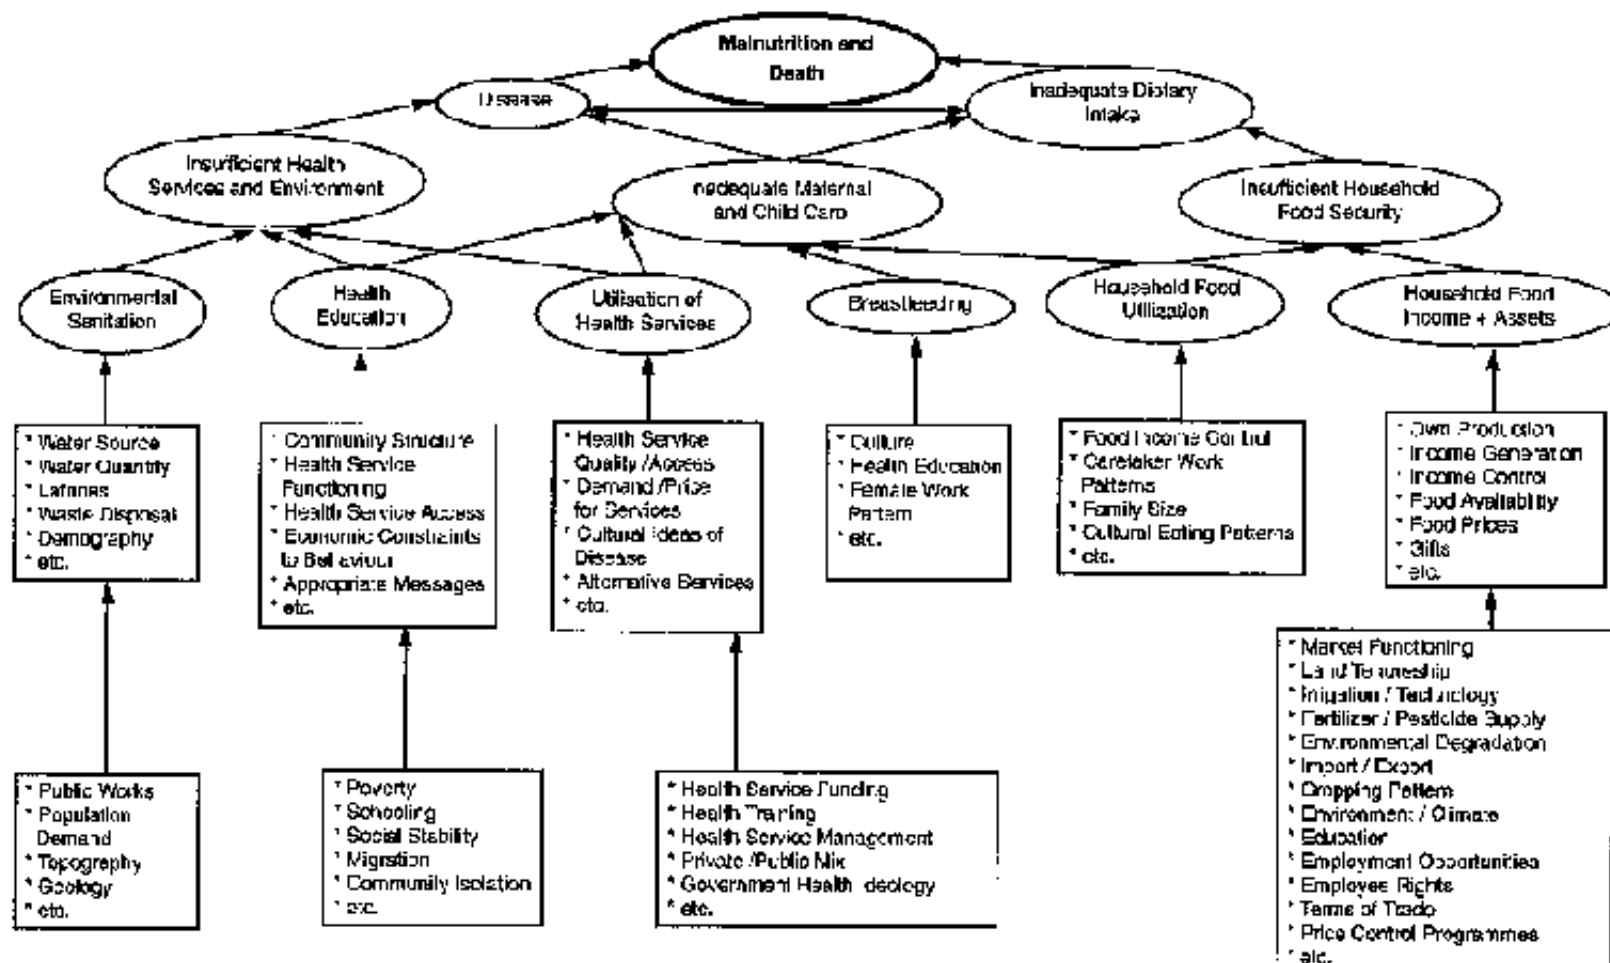 Malnutrition and
Death
Disease
Inadequate Dietary
Intake
Insufficient Health
Services and Environment
Inadequate Maternal
and Child Care
Insufficient Household
Food Security
Environmental
Sanitation
Health
Education
Utilisation of
Health Services
Breastfeeding
Household Food
Utilization
Household Food
Income + Assets
* Water Source
* Water Quantity
* Latrines
* Waste Disposal
* Demography
* etc.
* Community Structure
* Health Service
Functioning
* Health Service Access
* Economic Constraints
to Behaviour
* Appropriate Messages
* etc.
* Health Service
Quality /Access
* Demand /Price
for Services
* Cultural Ideas of
Disease
* Alternative Services
* etc.
* Culture
* Health Education
* Female Work
Pattern
* etc.
* Food Income Control
* Caretaker Work
Patterns
* Family Size
* Cultural Eating Patterns
* etc.
* Own Production
* Income Generation
* Income Control
* Food Availability
* Food Prices
* Gifts
* etc.
* Public Works
* Population
Demand
* Topography
* Geology
* etc.
* Poverty
* Schooling
* Social Stability
* Migration
* Community Isolation
* etc.
* Health Service Funding
* Health Training
* Health Service Management
* Private /Public Mix
* Government Health Ideology
* etc.
* Market Functioning
* Land Tenureship
* Irrigation / Technology
* Fertilizer / Pesticide Supply
* Environmental Degradation
* Import / Export
* Cropping Pattern
* Environment / Climate
* Education
* Employment Opportunities
* Employee Rights
* Terms of Trade
* Price Control Programmes
* etc.